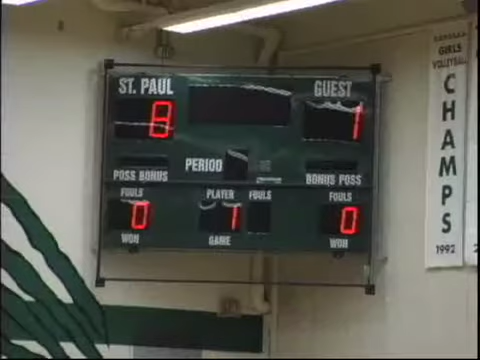 ST. PAUL GUEST
8 1
PERIOD
POSS BONUS BONUS POSS
FOULS PLAYER FOULS FOULS
0 1 0
WON GAME WON
GIRLS
VOLLEYBALL
CHAMPS
1992